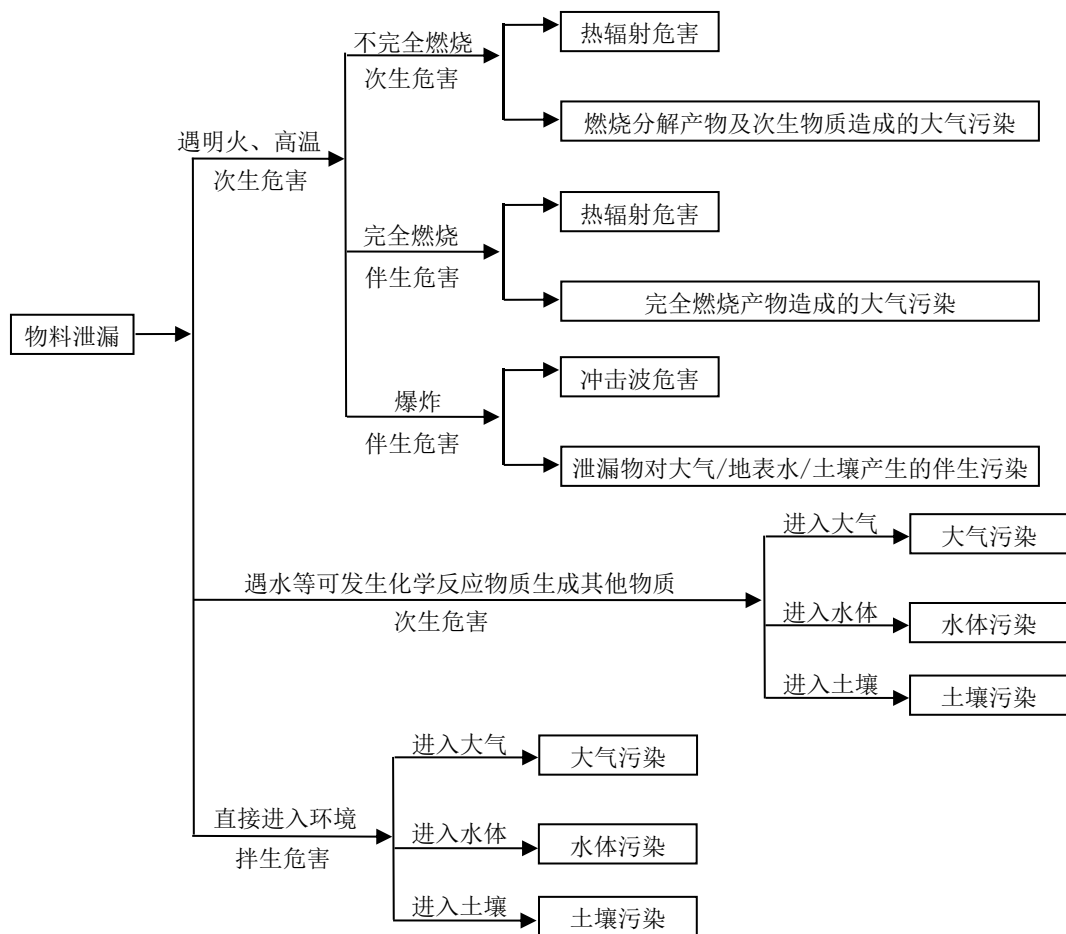 不完全燃烧
次生危害
热辐射危害
燃烧分解产物及次生物质造成的大气污染
遇明火、高温
次生危害
完全燃烧
伴生危害
热辐射危害
完全燃烧产物造成的大气污染
物料泄漏
爆炸
伴生危害
冲击波危害
泄漏物对大气/地表水/土壤产生的伴生污染
遇水等可发生化学反应物质生成其他物质
次生危害
进入大气
大气污染
进入水体
水体污染
进入土壤
土壤污染
直接进入环境
拌生危害
进入大气
大气污染
进入水体
水体污染
进入土壤
土壤污染